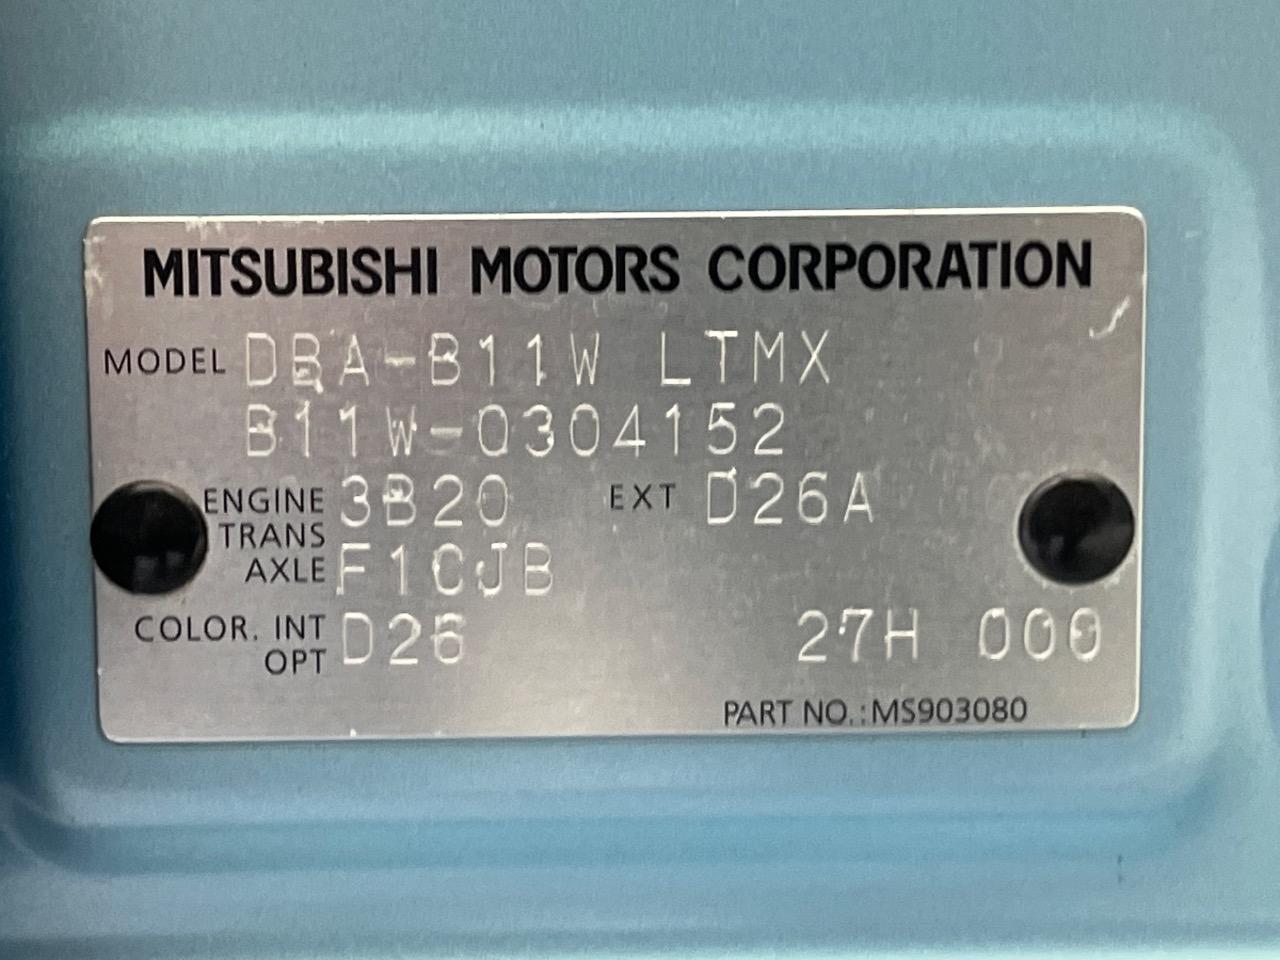 MITSUBISHI MOTORS CORPORATION
MODEL DBA-B11W LTMX
B11W-0304152
ENGINE 3B20 EXT D26A
TRANS
AXLE F1CJB
COLOR. INT D26 27H 000
OPT
PART NO.:MS903080